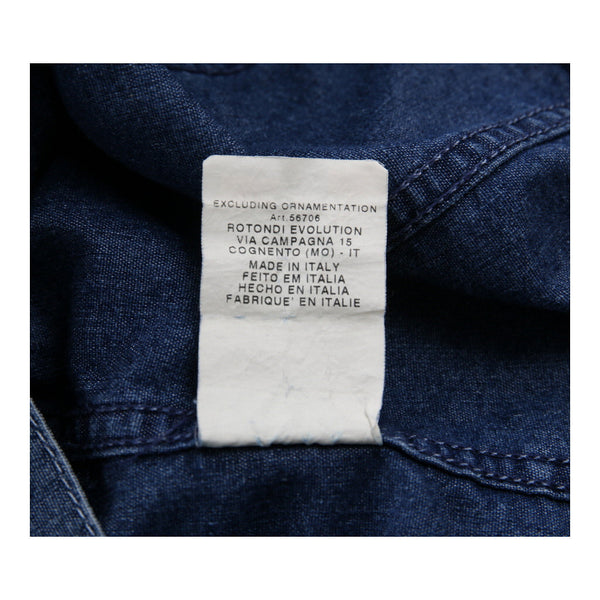 EXCLUDING ORNAMENTATION
Art.56706
ROTONDI EVOLUTION
VIA CAMPAGNA 15
COGNENTO (MO) - IT
MADE IN ITALY
FEITO EM ITALIA
HECHO EN ITALIA
FABRIQUE' EN ITALIE